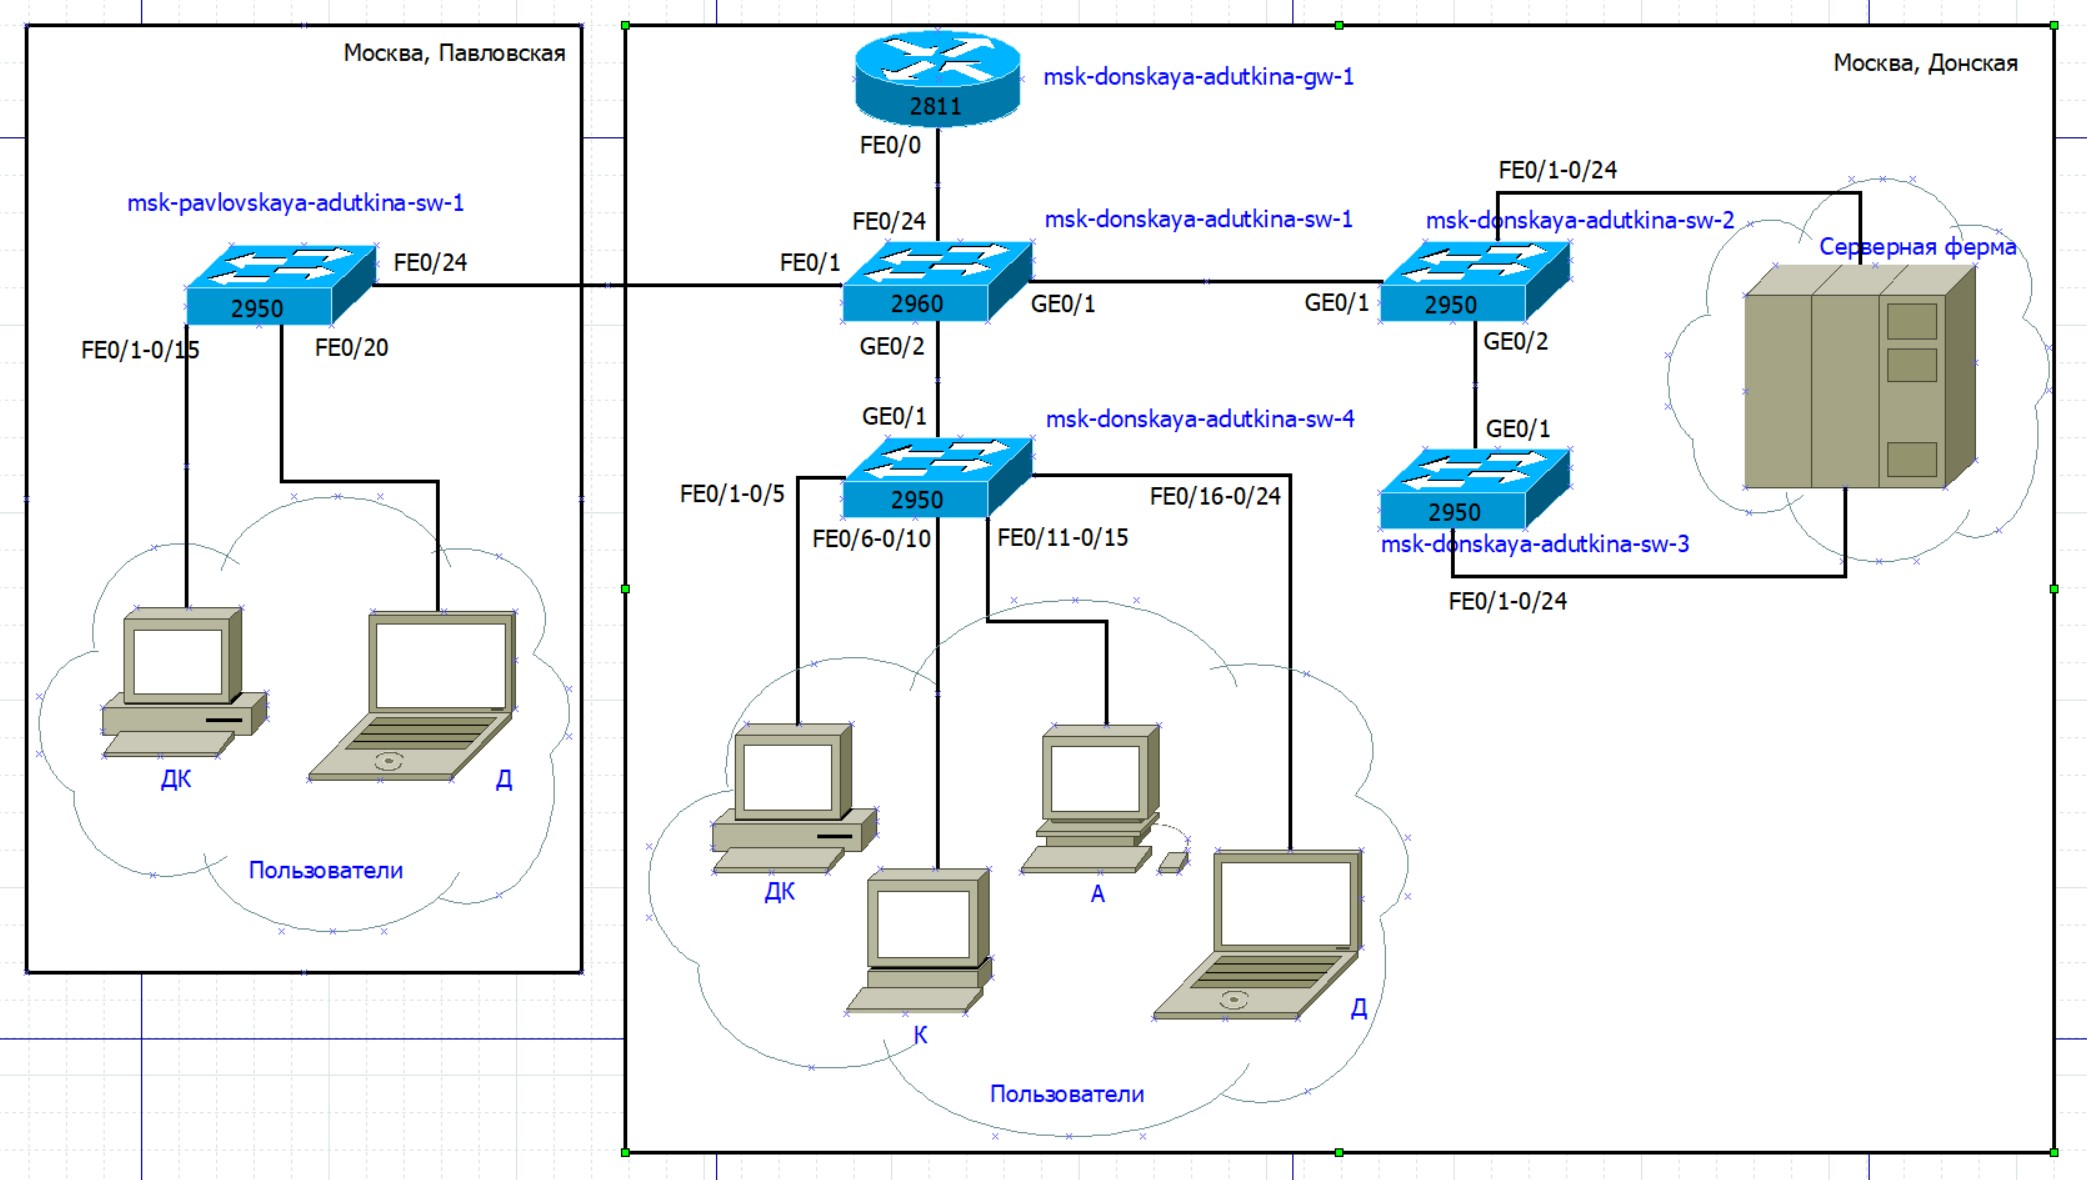 Москва, Павловская
msk-pavlovskaya-adutkina-sw-1
2950
FE0/24
FE0/1-0/15
FE0/20
ДК
Д
Пользователи
Москва, Донская
2811
msk-donskaya-adutkina-gw-1
FE0/0
FE0/24
msk-donskaya-adutkina-sw-1
FE0/1
2960
GE0/1
GE0/2
FE0/1-0/24
msk-donskaya-adutkina-sw-2
GE0/1
2950
GE0/2
Серверная ферма
GE0/1
msk-donskaya-adutkina-sw-4
2950
FE0/1-0/5
FE0/6-0/10
FE0/11-0/15
FE0/16-0/24
GE0/1
2950
msk-donskaya-adutkina-sw-3
FE0/1-0/24
ДК
А
К
Д
Пользователи